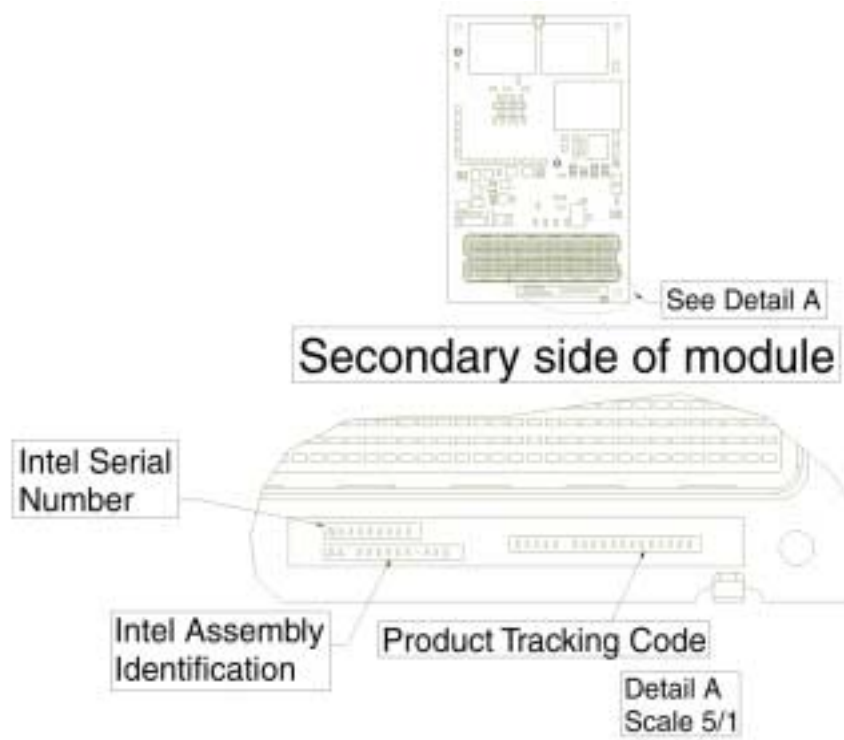 See Detail A
Secondary side of module
Intel Serial
Number
Intel Assembly
Identification
Product Tracking Code
Detail A
Scale 5/1